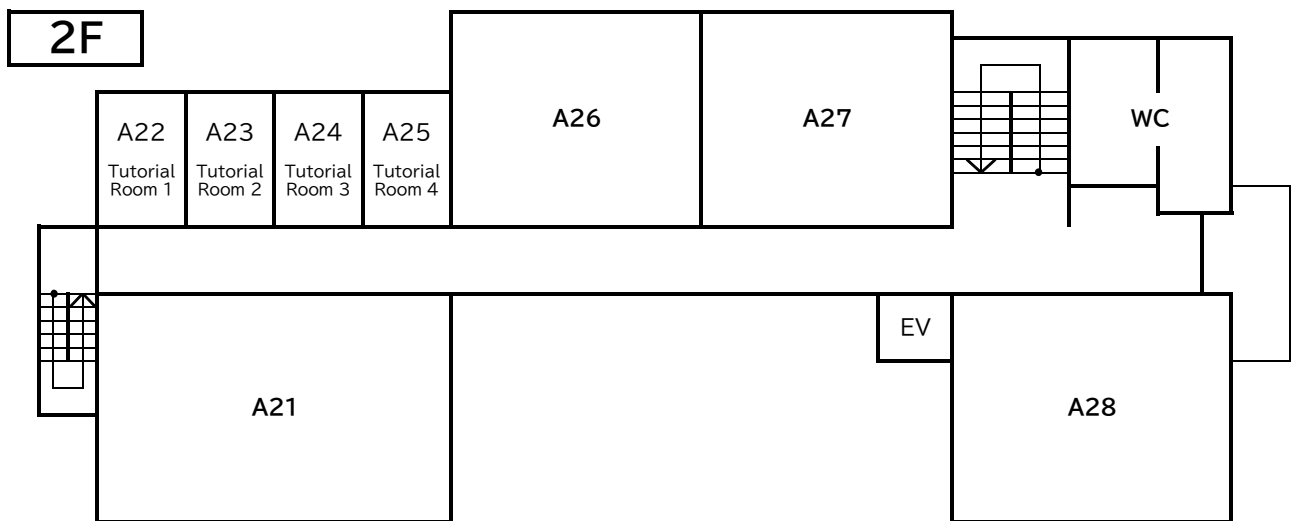 2F
A22
Tutorial
Room 1
A23
Tutorial
Room 2
A24
Tutorial
Room 3
A25
Tutorial
Room 4
A26
A27
WC
EV
A21
A28